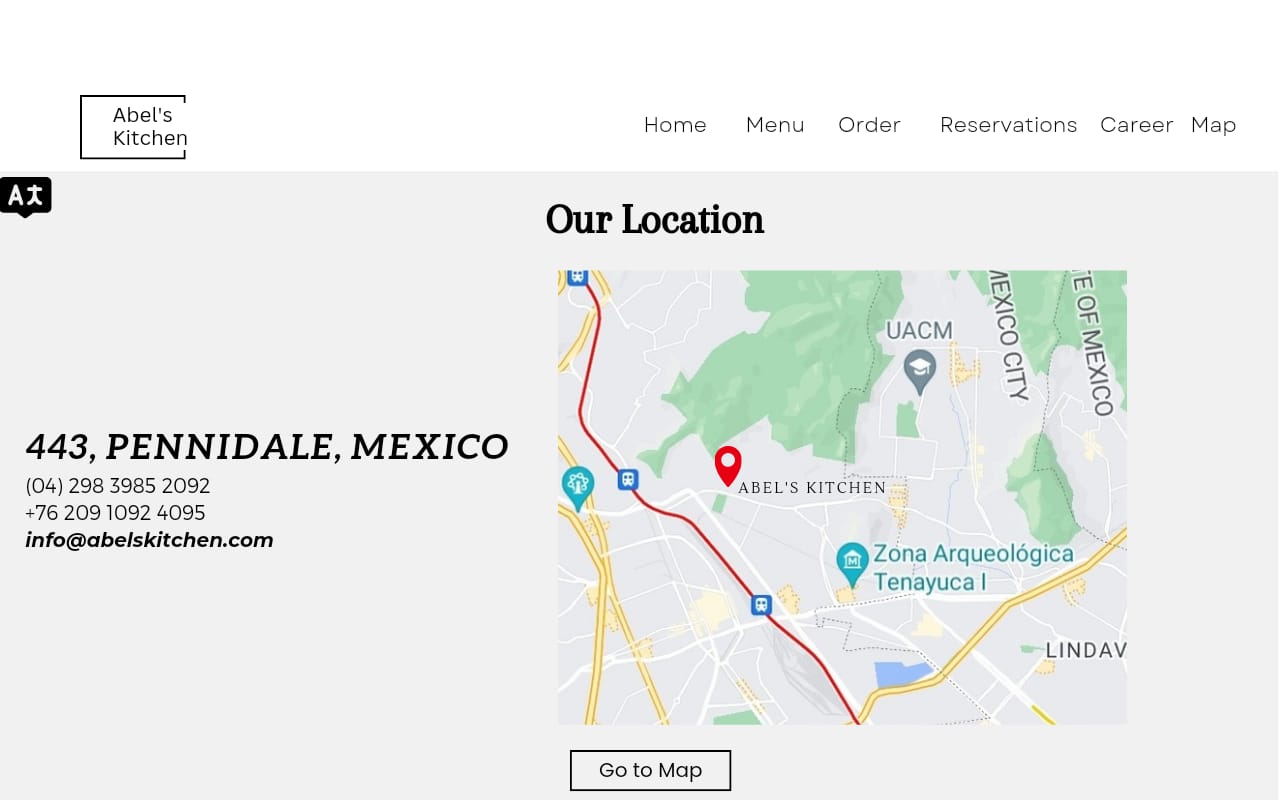 Abel's
Kitchen
Home Menu Order Reservations Career Map
A
Our Location
443, PENNIDALE, MEXICO
(04) 298 3985 2092
+76 209 1092 4095
info@abelskitchen.com
UACM
MEXICO CITY
TE OF MEXICO
ABEL'S KITCHEN
M
Zona Arqueológica
Tenayuca I
LINDAV
Go to Map